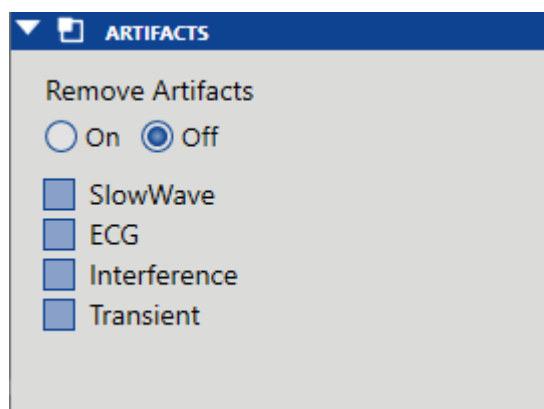 ARTIFACTS
Remove Artifacts
On Off
SlowWave
ECG
Interference
Transient